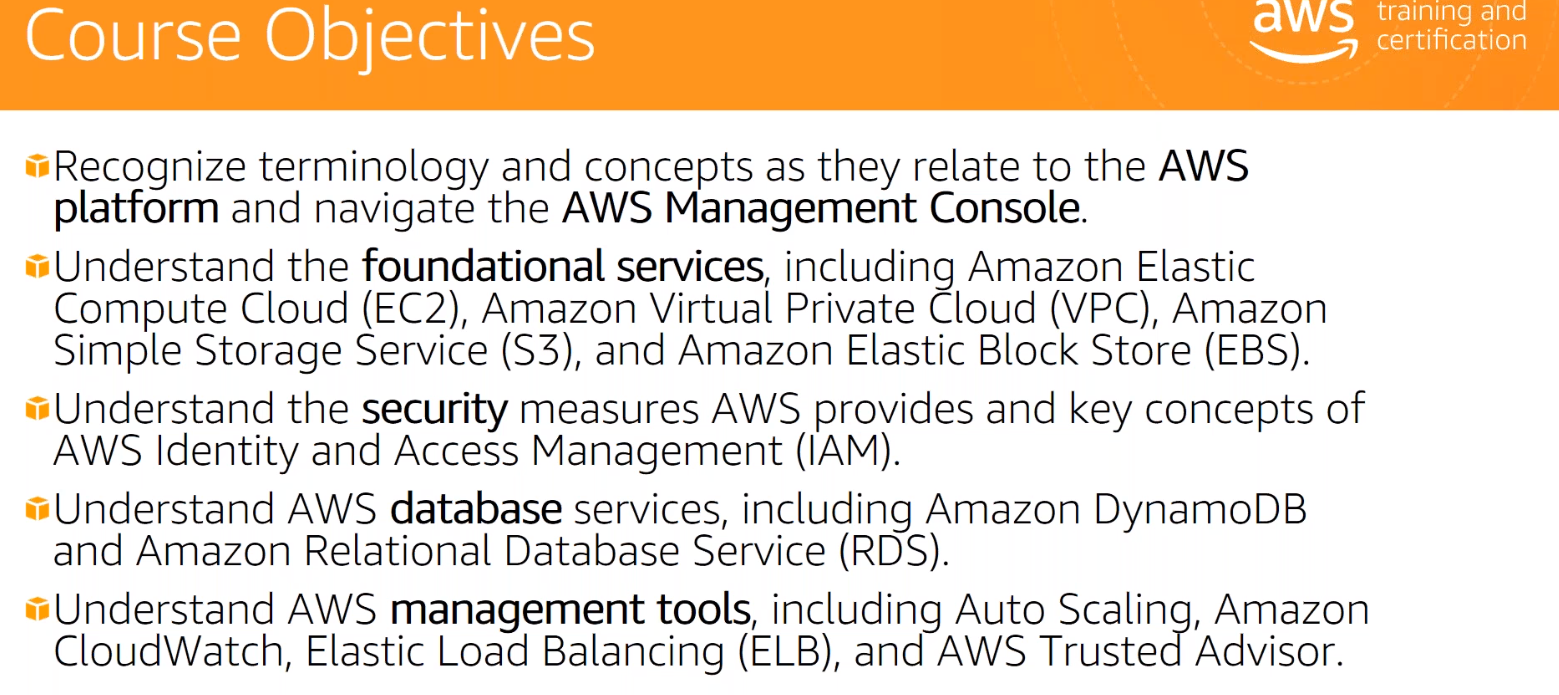 Course Objectives
aws training and
certification
Recognize terminology and concepts as they relate to the AWS
platform and navigate the AWS Management Console.
Understand the foundational services, including Amazon Elastic
Compute Cloud (EC2), Amazon Virtual Private Cloud (VPC), Amazon
Simple Storage Service (S3), and Amazon Elastic Block Store (EBS).
Understand the security measures AWS provides and key concepts of
AWS Identity and Access Management (IAM).
Understand AWS database services, including Amazon DynamoDB
and Amazon Relational Database Service (RDS).
Understand AWS management tools, including Auto Scaling, Amazon
CloudWatch, Elastic Load Balancing (ELB), and AWS Trusted Advisor.